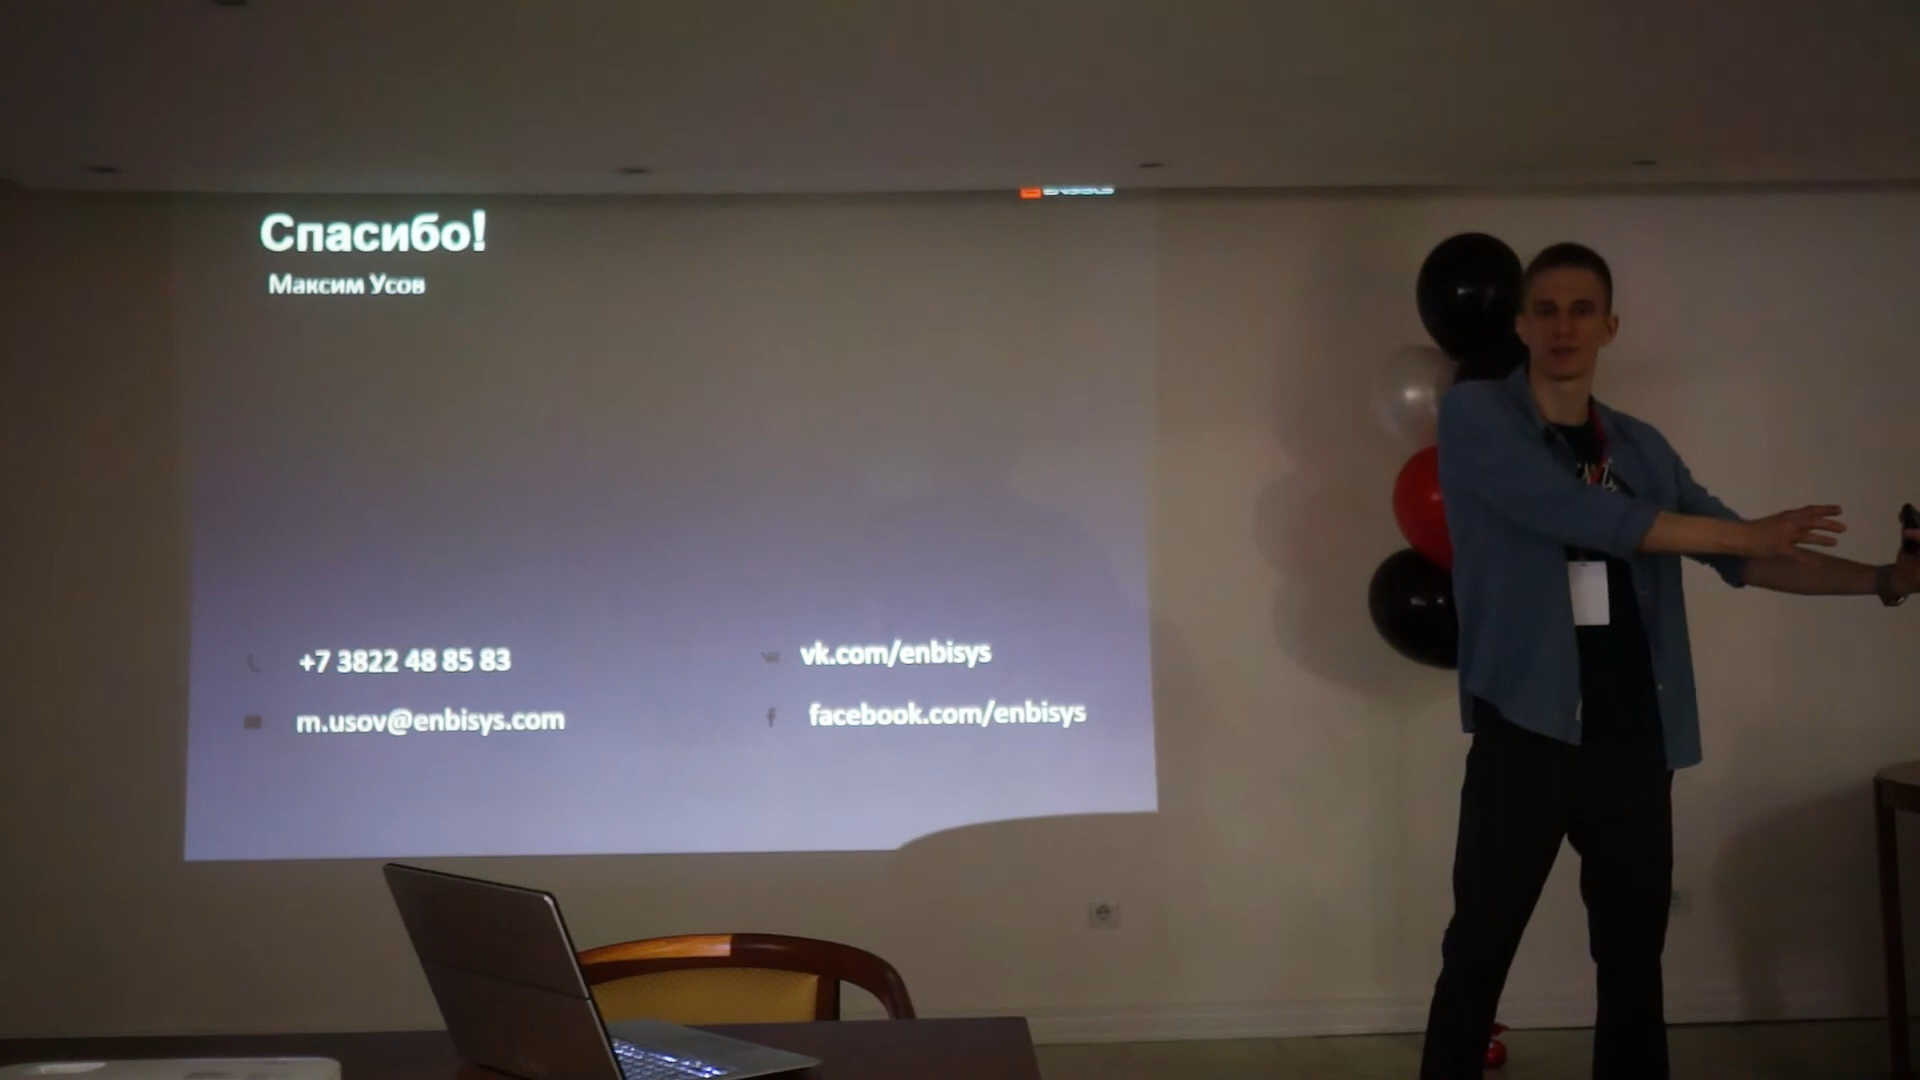 Спасибо!
Максим Усов
+7 3822 48 85 83
m.usov@enbisys.com
vk.com/enbisys
facebook.com/enbisys